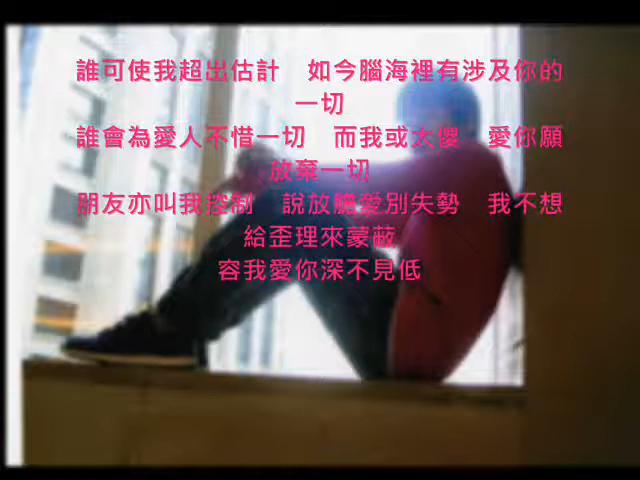 誰可使我超出估計　如今腦海裡有涉及你的
一切
誰會為愛人不惜一切　而我或太傻　愛你願
放棄一切
朋友亦叫我控制　說放膽愛別失勢　我不想
給歪理來蒙蔽
容我愛你深不見低